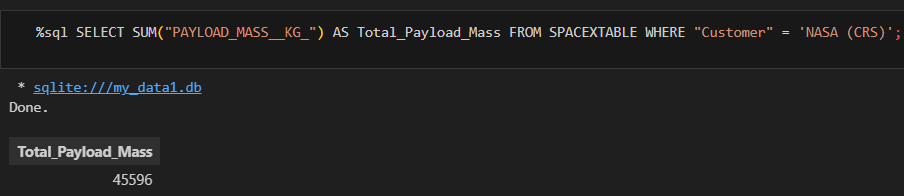 %sql SELECT SUM("PAYLOAD_MASS__KG_") AS Total_Payload_Mass FROM SPACEXTABLE WHERE "Customer" = 'NASA (CRS)';
* sqlite:///my_data1.db
Done.
Total_Payload_Mass
45596